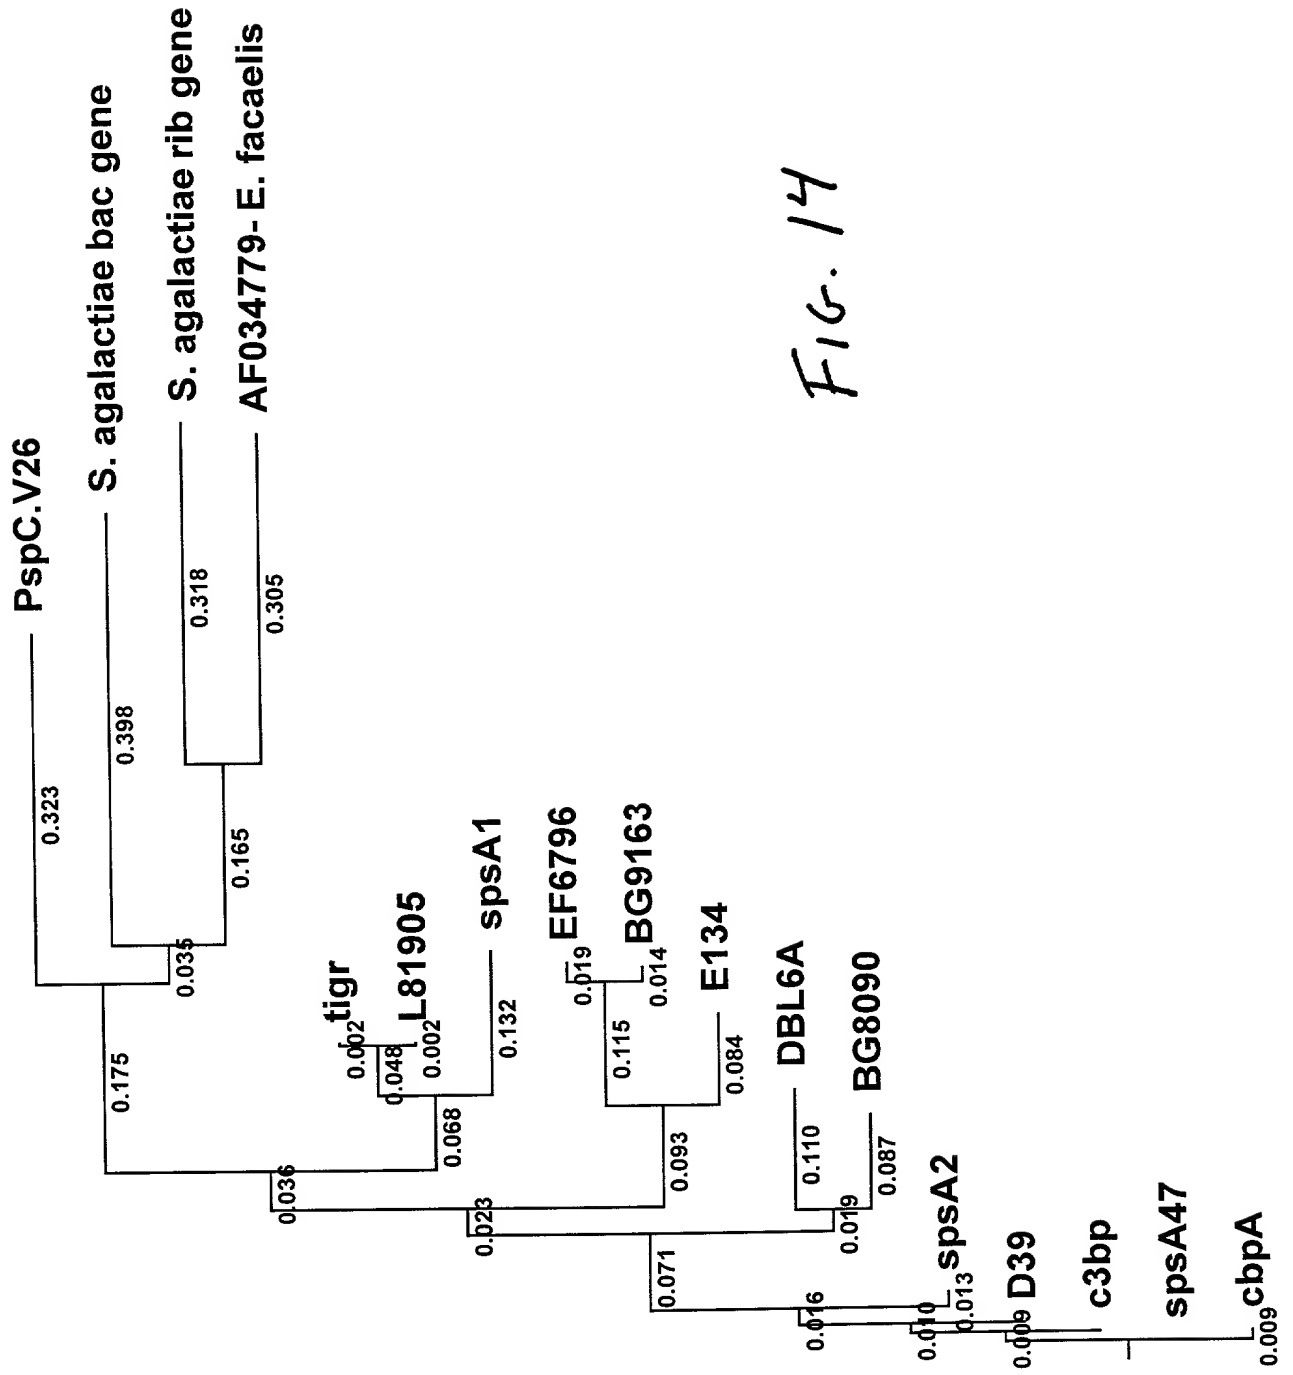 PspC.V26
0.323
S. agalactiae bac gene
0.398
S. agalactiae rib gene
0.318
AF034779- E. facaelis
0.305
0.165
0.035
0.175
tigr
0.002
L81905
0.002
0.048
spsA1
0.132
0.068
0.036
EF6796
0.019
BG9163
0.014
0.115
E134
0.084
0.093
0.023
DBL6A
0.110
BG8090
0.087
0.019
0.071
spsA2
0.013
0.016
D39
0.010
c3bp
0.009
spsA47
cbpA
0.009
FIG. 14